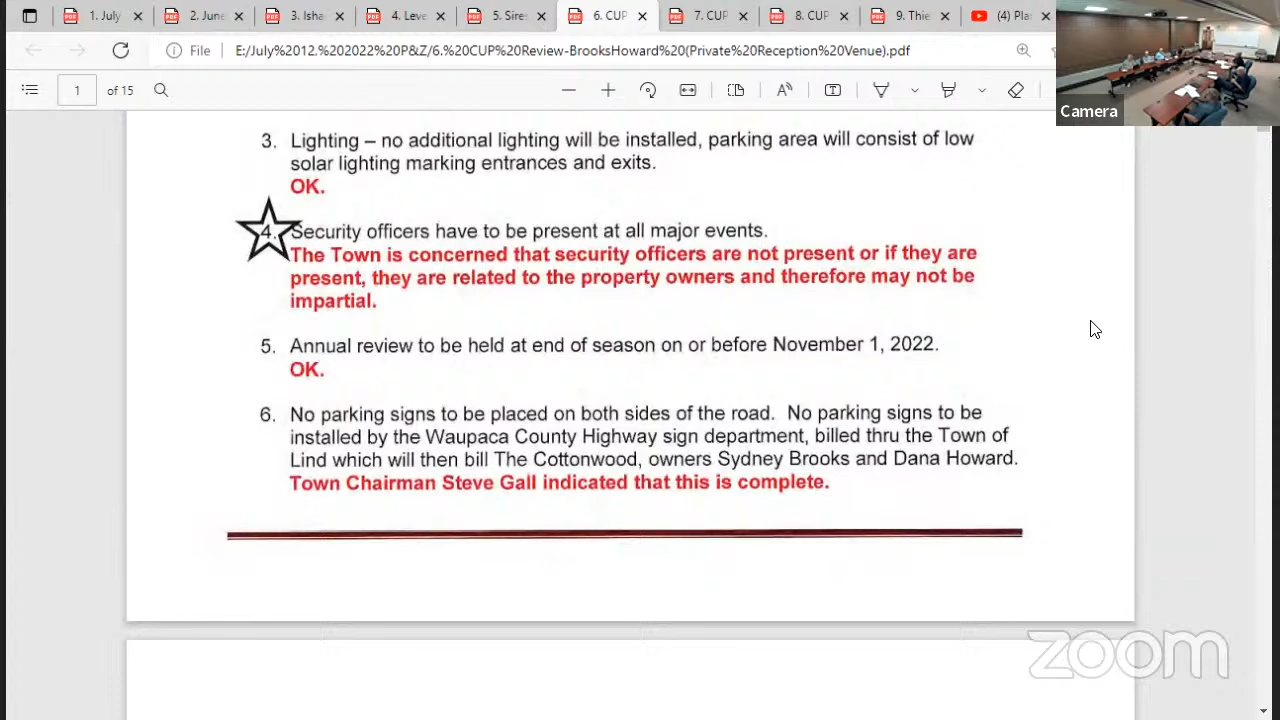 1. July
2. June
3. Isha
4. Leve
5. Sires
6. CUP
7. CUP
8. CUP
9. Thie
(4) Plan
File
E:/July%2012.%202022%20P&Z/6.%20CUP%20Review-BrooksHoward%20(Private%20Reception%20Venue).pdf
1 of 15
Camera
3. Lighting – no additional lighting will be installed, parking area will consist of low
solar lighting marking entrances and exits.
OK.
4. Security officers have to be present at all major events.
The Town is concerned that security officers are not present or if they are
present, they are related to the property owners and therefore may not be
impartial.
5. Annual review to be held at end of season on or before November 1, 2022.
OK.
6. No parking signs to be placed on both sides of the road.  No parking signs to be
installed by the Waupaca County Highway sign department, billed thru the Town of
Lind which will then bill The Cottonwood, owners Sydney Brooks and Dana Howard.
Town Chairman Steve Gall indicated that this is complete.
zoom